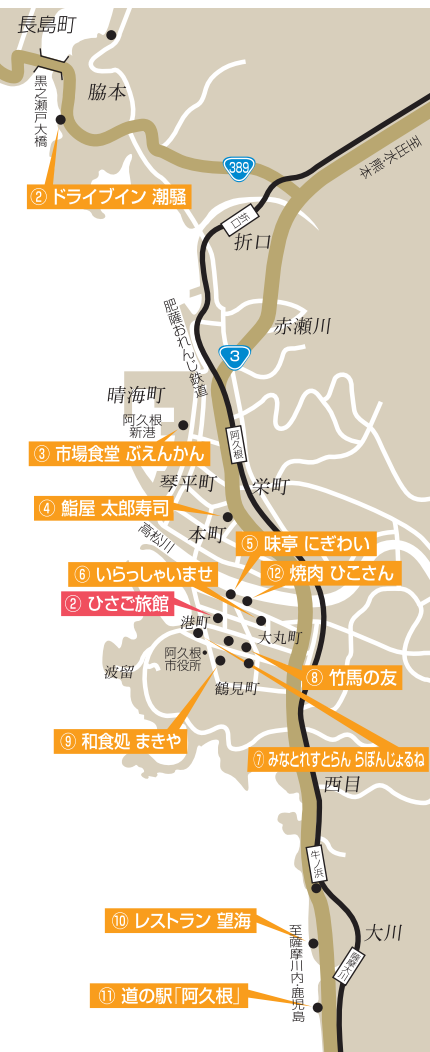 長島町
脇本
黒之瀬戸大橋
389
至出水・熊本
② ドライブイン 潮騒
折口
折口
赤瀬川
肥薩おれんじ鉄道
3
晴海町
阿久根
新港
阿久根
③ 市場食堂 ぶえんかん
琴平町
栄町
④ 鮨屋 太郎寿司
本町
高松川
⑤ 味亭 にぎわい
⑥ いらっしゃいませ
⑫ 焼肉 ひこさん
② ひさご旅館
港町
大丸町
阿久根
市役所
波留
⑧ 竹馬の友
鶴見町
⑨ 和食処 まきや
⑦ みなとれすとらん らぼんじょるね
西目
牛ノ浜
⑩ レストラン 望海
至薩摩川内・鹿児島
大川
薩摩大川
⑪ 道の駅「阿久根」